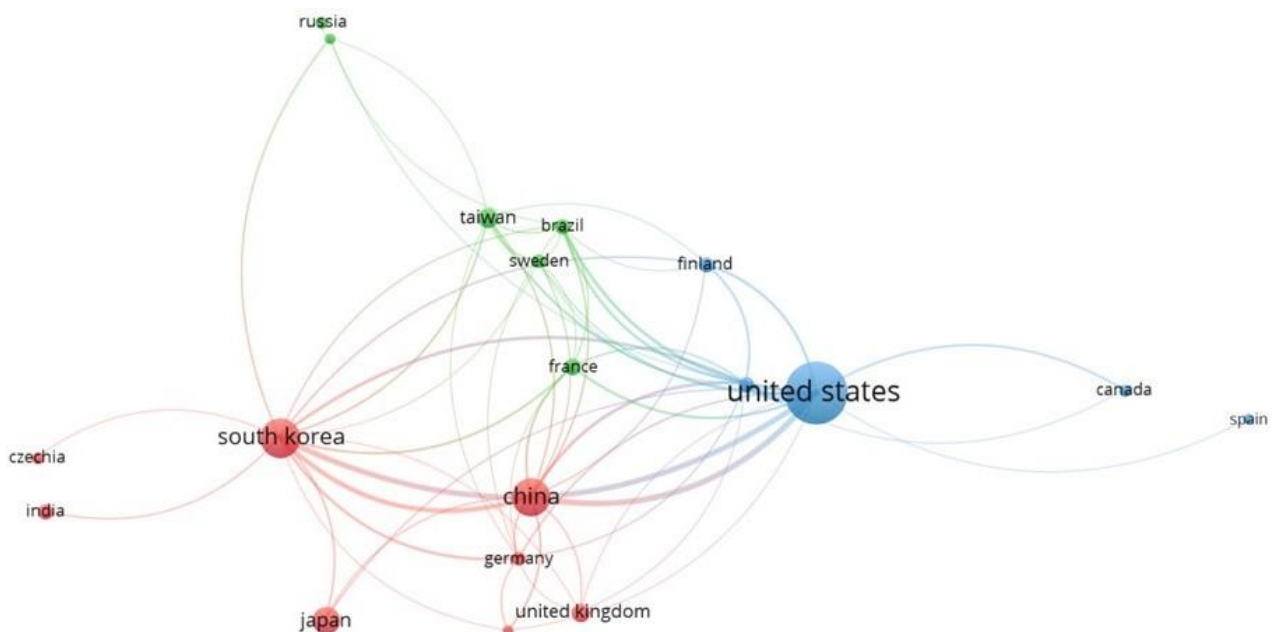 russia
taiwan
brazil
sweden
finland
france
united states
canada
spain
south korea
czechia
china
india
germany
united kingdom
japan